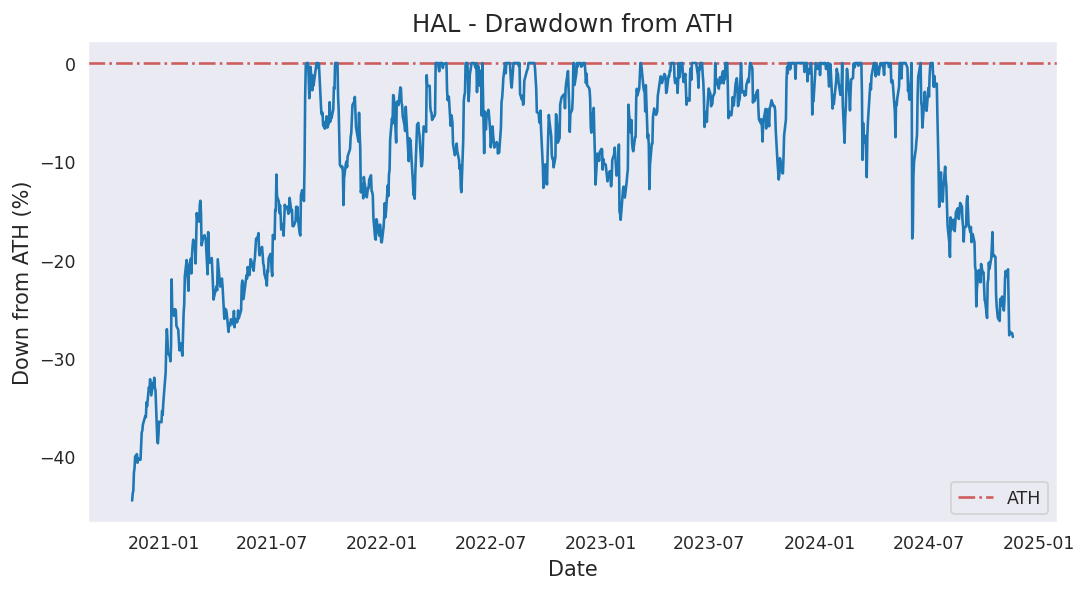 HAL - Drawdown from ATH
Down from ATH (%)
0
−10
−20
−30
−40
ATH
2021-01 2021-07 2022-01 2022-07 2023-01 2023-07 2024-01 2024-07 2025-01
Date